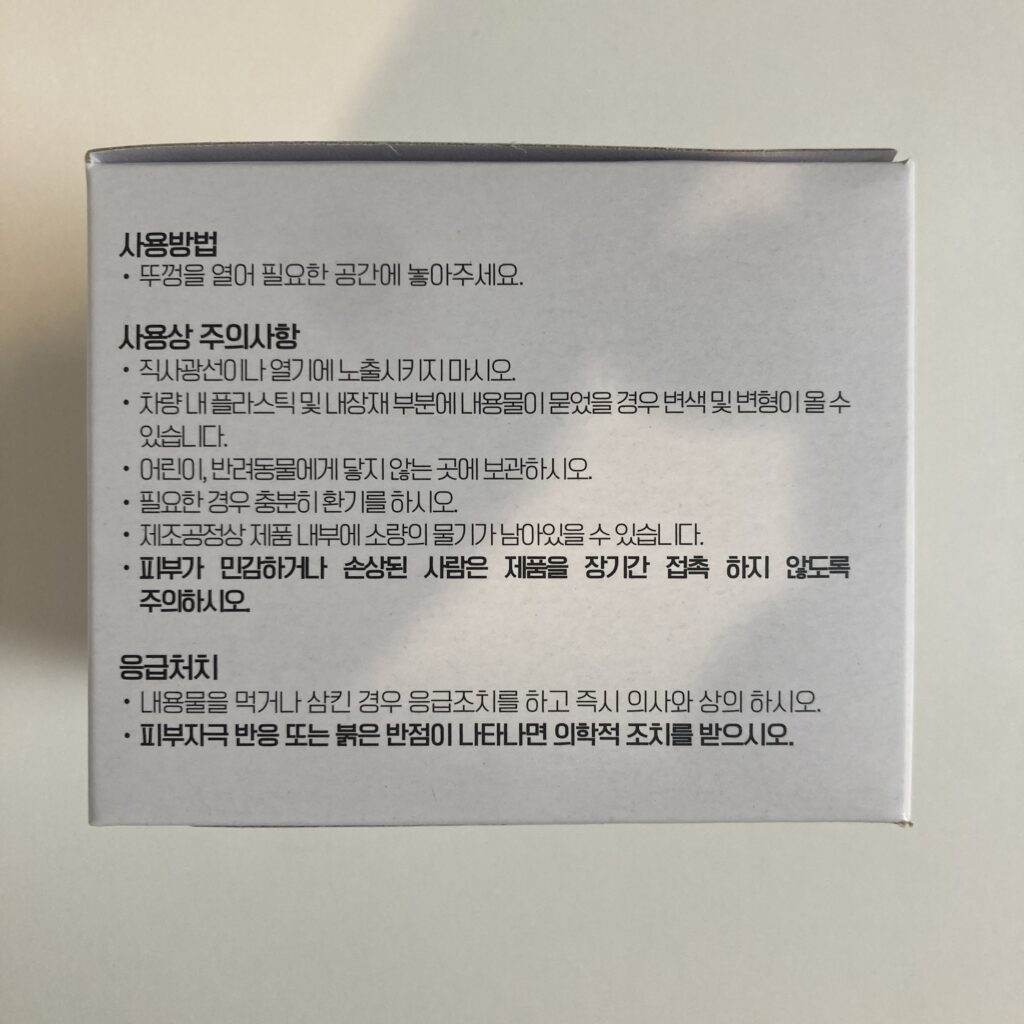 사용방법
• 뚜껑을 열어 필요한 공간에 놓아주세요.
사용상 주의사항
• 직사광선이나 열기에 노출시키지 마시오.
• 차량 내 플라스틱 및 내장재 부분에 내용물이 묻었을 경우 변색 및 변형이 올 수
있습니다.
• 어린이, 반려동물에게 닿지 않는 곳에 보관하시오.
• 필요한 경우 충분히 환기를 하시오.
• 제조공정상 제품 내부에 소량의 물기가 남아있을 수 있습니다.
• 피부가 민감하거나 손상된 사람은 제품을 장기간 접촉 하지 않도록
주의하시오.
응급처치
• 내용물을 먹거나 삼킨 경우 응급조치를 하고 즉시 의사와 상의 하시오.
• 피부자극 반응 또는 붉은 반점이 나타나면 의학적 조치를 받으시오.